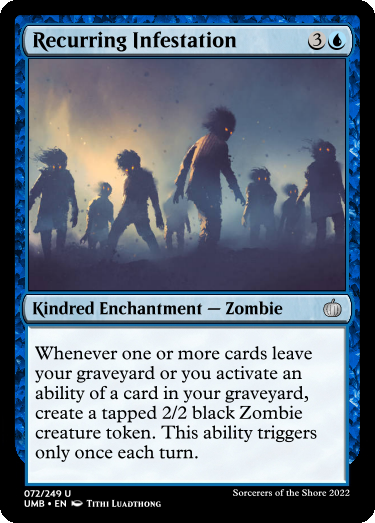 Recurring Infestation 3
Kindred Enchantment — Zombie
Whenever one or more cards leave
your graveyard or you activate an
ability of a card in your graveyard,
create a tapped 2/2 black Zombie
creature token. This ability triggers
only once each turn.
072/249 U
UMB • EN Tithi Luadthong
Sorcerers of the Shore 2022